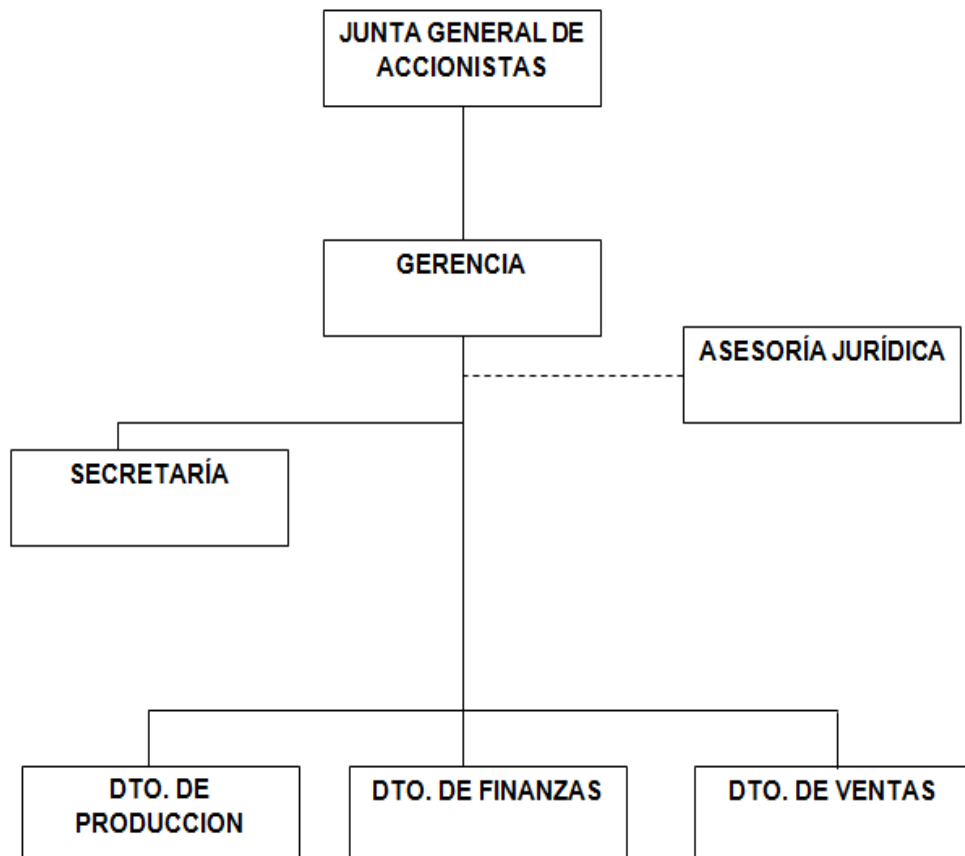 JUNTA GENERAL DE
ACCIONISTAS
GERENCIA
ASESORÍA JURÍDICA
SECRETARÍA
DTO. DE
PRODUCCION
DTO. DE FINANZAS
DTO. DE VENTAS